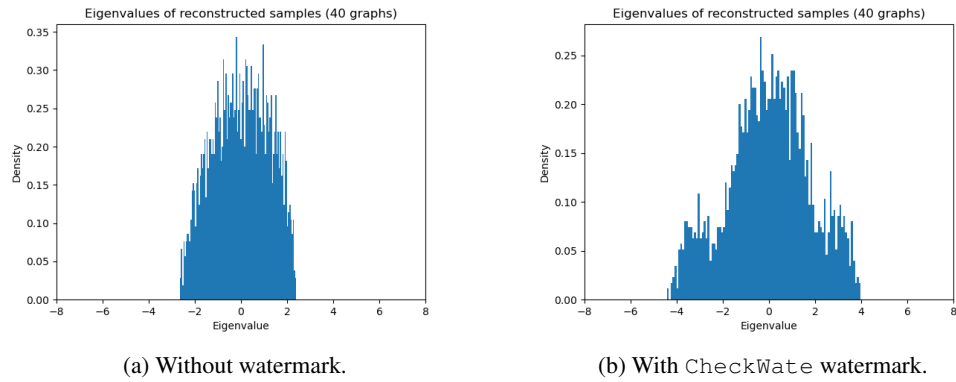 Eigenvalues of reconstructed samples (40 graphs)
0.35
0.30
0.25
0.20
0.15
0.10
0.05
0.00
Density
−8 −6 −4 −2 0 2 4 6 8
Eigenvalue
(a) Without watermark.
Eigenvalues of reconstructed samples (40 graphs)
0.25
0.20
0.15
0.10
0.05
0.00
Density
−8 −6 −4 −2 0 2 4 6 8
Eigenvalue
(b) With CheckWate watermark.